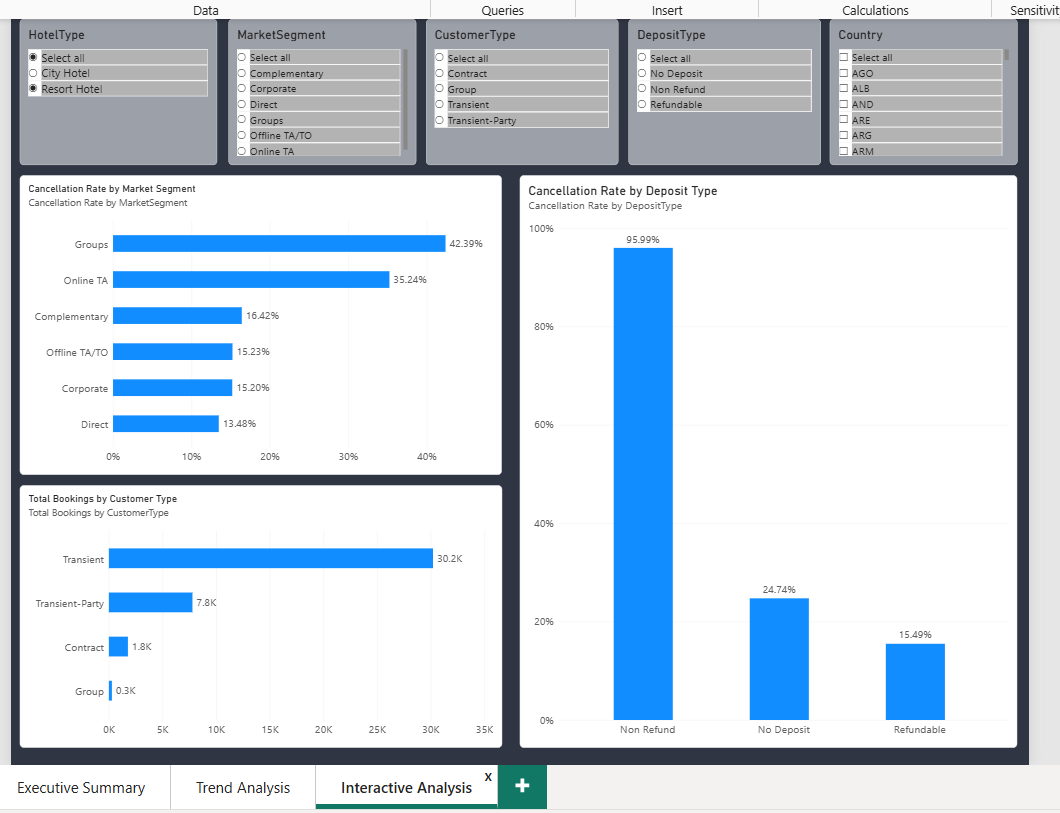 Data Queries Insert Calculations Sensitivit
HotelType
Select all
City Hotel
Resort Hotel
MarketSegment
Select all
Complementary
Corporate
Direct
Groups
Offline TA/TO
Online TA
CustomerType
Select all
Contract
Group
Transient
Transient-Party
DepositType
Select all
No Deposit
Non Refund
Refundable
Country
Select all
AGO
ALB
AND
ARE
ARG
ARM
Cancellation Rate by Market Segment
Cancellation Rate by MarketSegment
Groups 42.39%
Online TA 35.24%
Complementary 16.42%
Offline TA/TO 15.23%
Corporate 15.20%
Direct 13.48%
0% 10% 20% 30% 40%
Total Bookings by Customer Type
Total Bookings by CustomerType
Transient 30.2K
Transient-Party 7.8K
Contract 1.8K
Group 0.3K
0K 5K 10K 15K 20K 25K 30K 35K
Cancellation Rate by Deposit Type
Cancellation Rate by DepositType
100%
95.99%
80%
60%
40%
24.74%
20%
15.49%
0%
Non Refund No Deposit Refundable
Executive Summary Trend Analysis Interactive Analysis x +